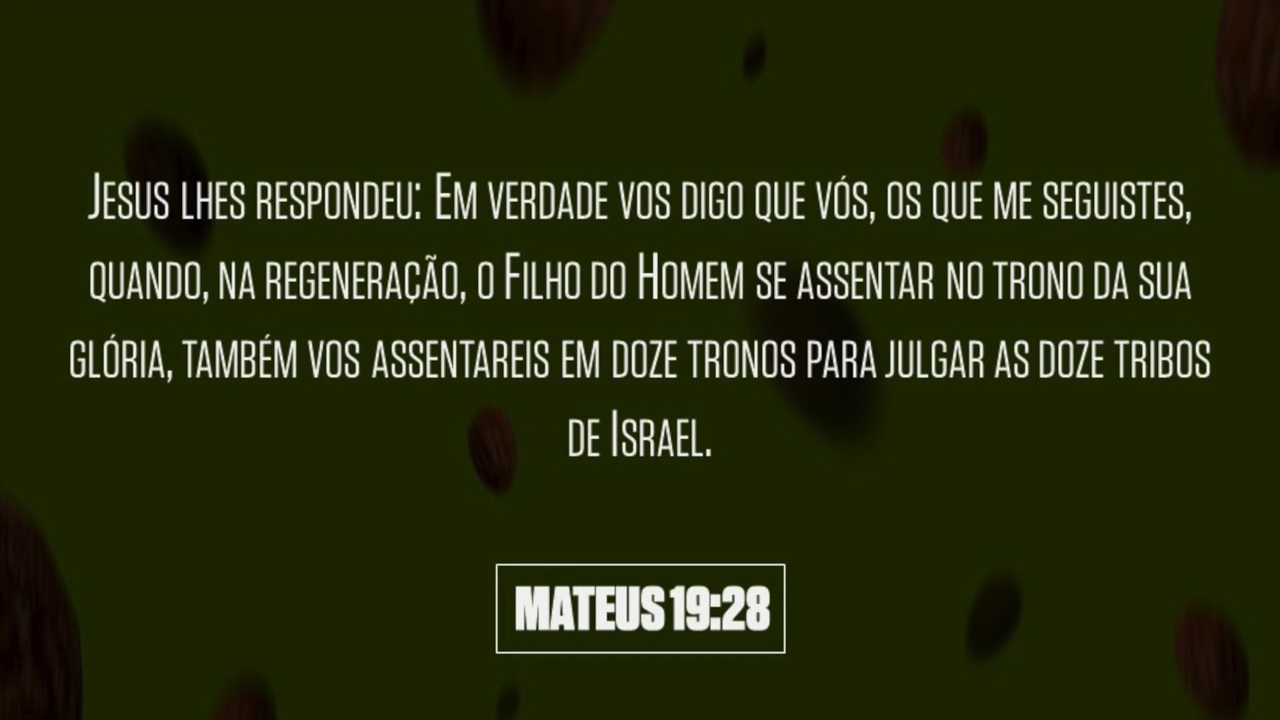 Jesus lhes respondeu: Em verdade vos digo que vós, os que me seguistes,
quando, na regeneração, o Filho do Homem se assentar no trono da sua
glória, também vos assentareis em doze tronos para julgar as doze tribos
de Israel.
MATEUS 19:28